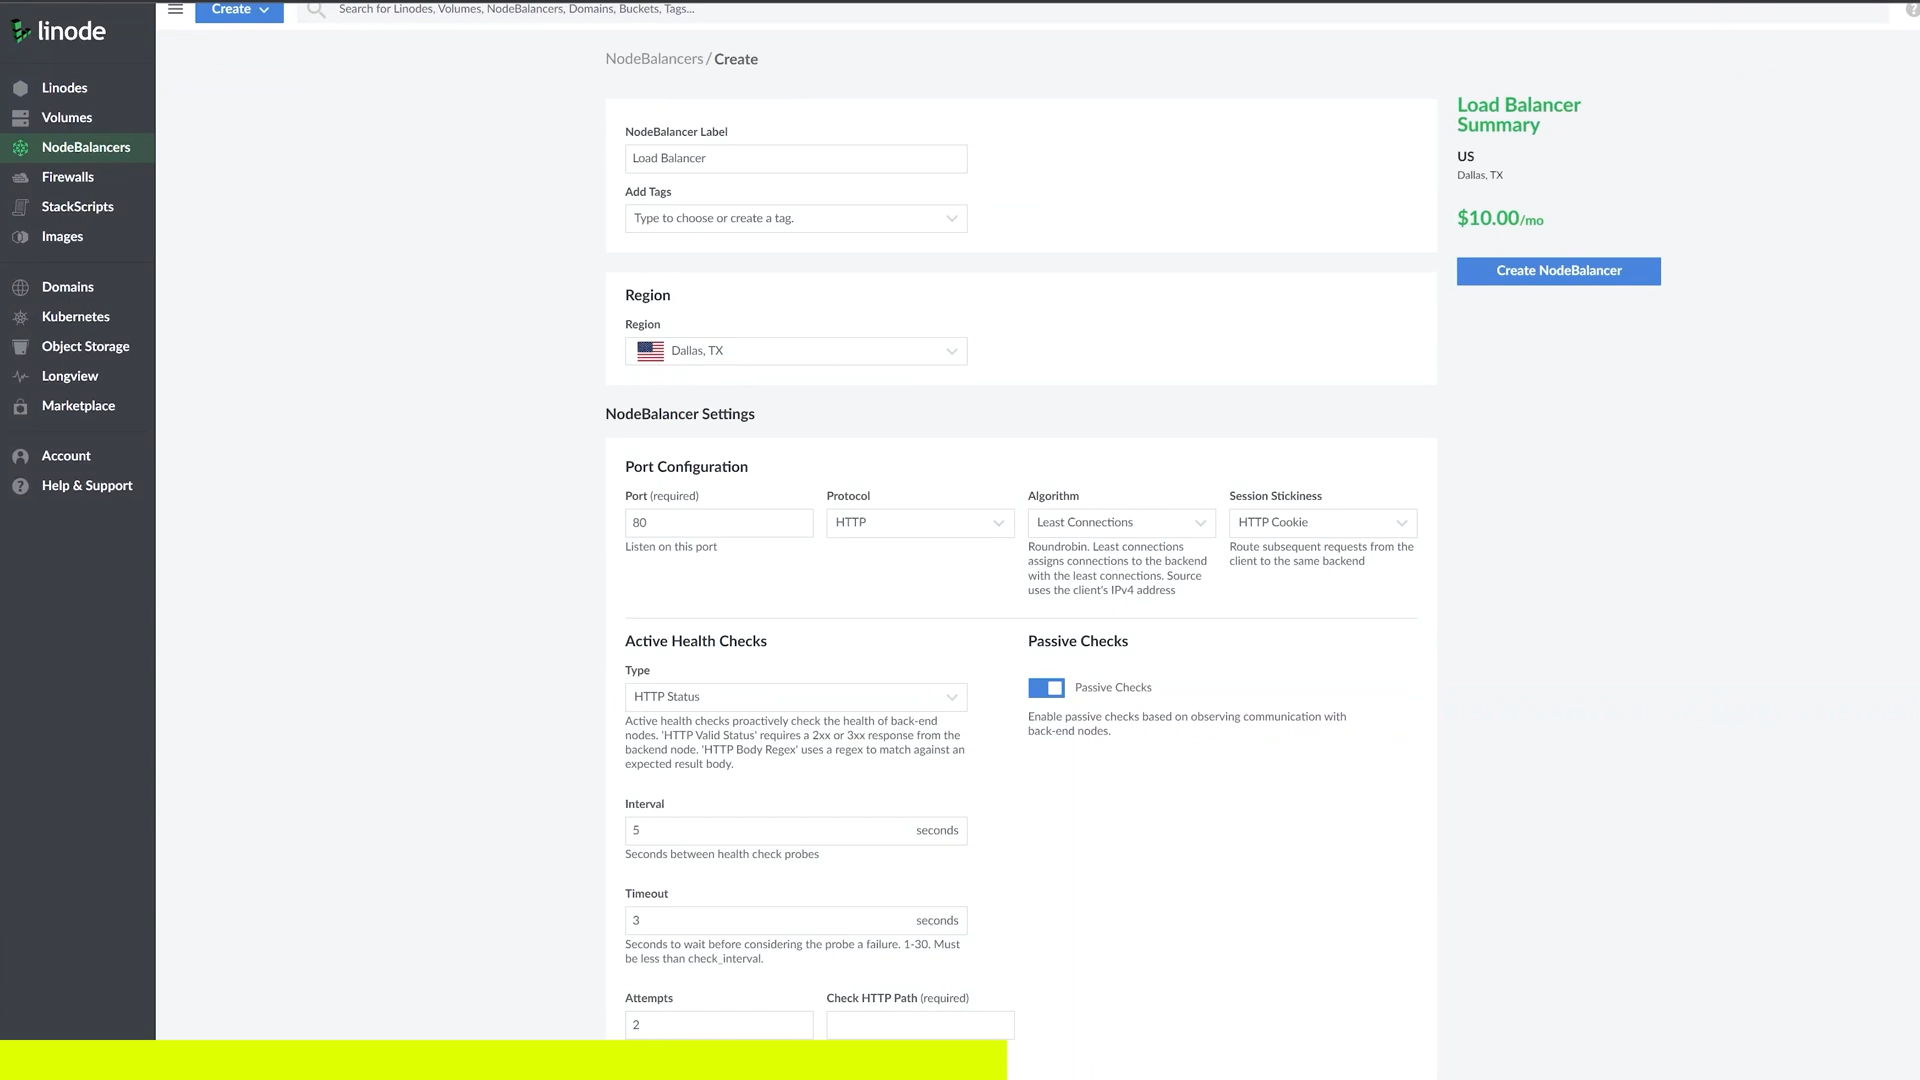 Create
Search for Linodes, Volumes, NodeBalancers, Domains, Buckets, Tags...
linode
Linodes
Volumes
NodeBalancers
Firewalls
StackScripts
Images
Domains
Kubernetes
Object Storage
Longview
Marketplace
Account
Help & Support
NodeBalancers / Create
NodeBalancer Label
Load Balancer
Add Tags
Type to choose or create a tag.
Region
Region
Dallas, TX
NodeBalancer Settings
Port Configuration
Port (required)
80
Listen on this port
Protocol
HTTP
Algorithm
Least Connections
Roundrobin. Least connections
assigns connections to the backend
with the least connections. Source
uses the client's IPv4 address
Session Stickiness
HTTP Cookie
Route subsequent requests from the
client to the same backend
Active Health Checks
Type
HTTP Status
Active health checks proactively check the health of back-end
nodes. 'HTTP Valid Status' requires a 2xx or 3xx response from the
backend node. 'HTTP Body Regex' uses a regex to match against an
expected result body.
Interval
5 seconds
Seconds between health check probes
Timeout
3 seconds
Seconds to wait before considering the probe a failure. 1-30. Must
be less than check_interval.
Attempts
2
Check HTTP Path (required)
Passive Checks
Passive Checks
Enable passive checks based on observing communication with
back-end nodes.
Load Balancer
Summary
US
Dallas, TX
$10.00/mo
Create NodeBalancer